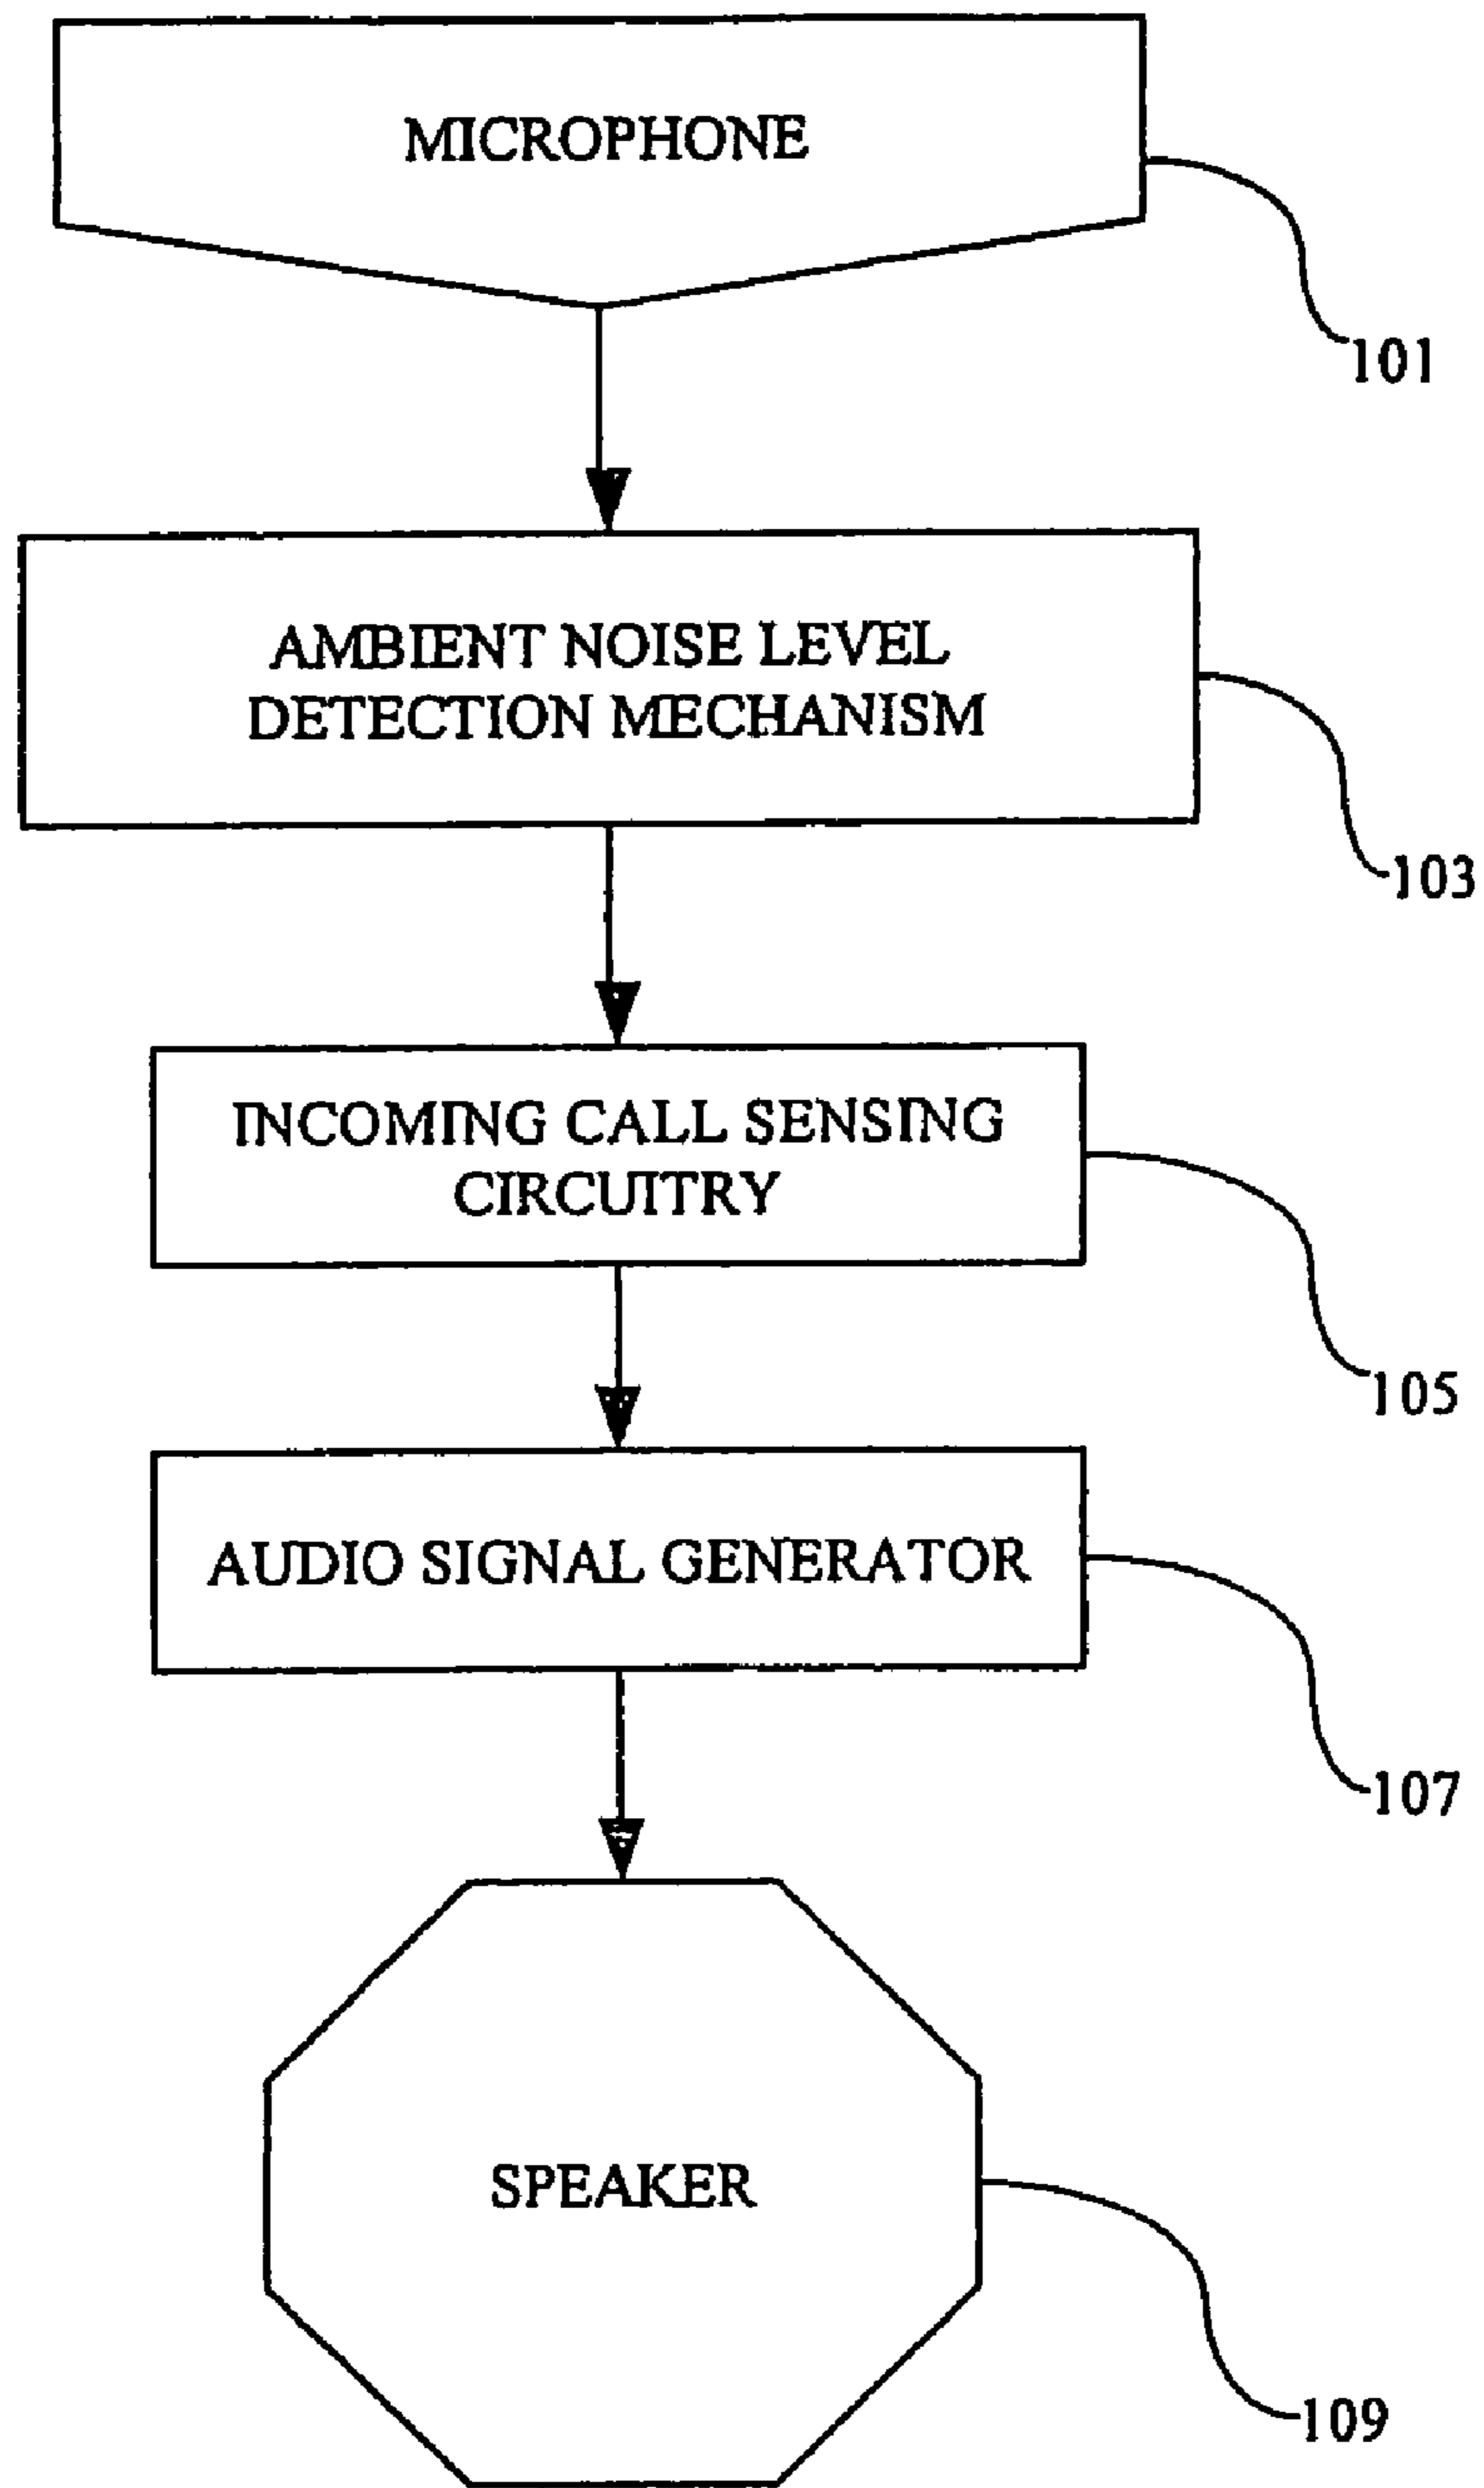 MICROPHONE
101
AMBIENT NOISE LEVEL
DETECTION MECHANISM
103
INCOMING CALL SENSING
CIRCUITRY
105
AUDIO SIGNAL GENERATOR
107
SPEAKER
109